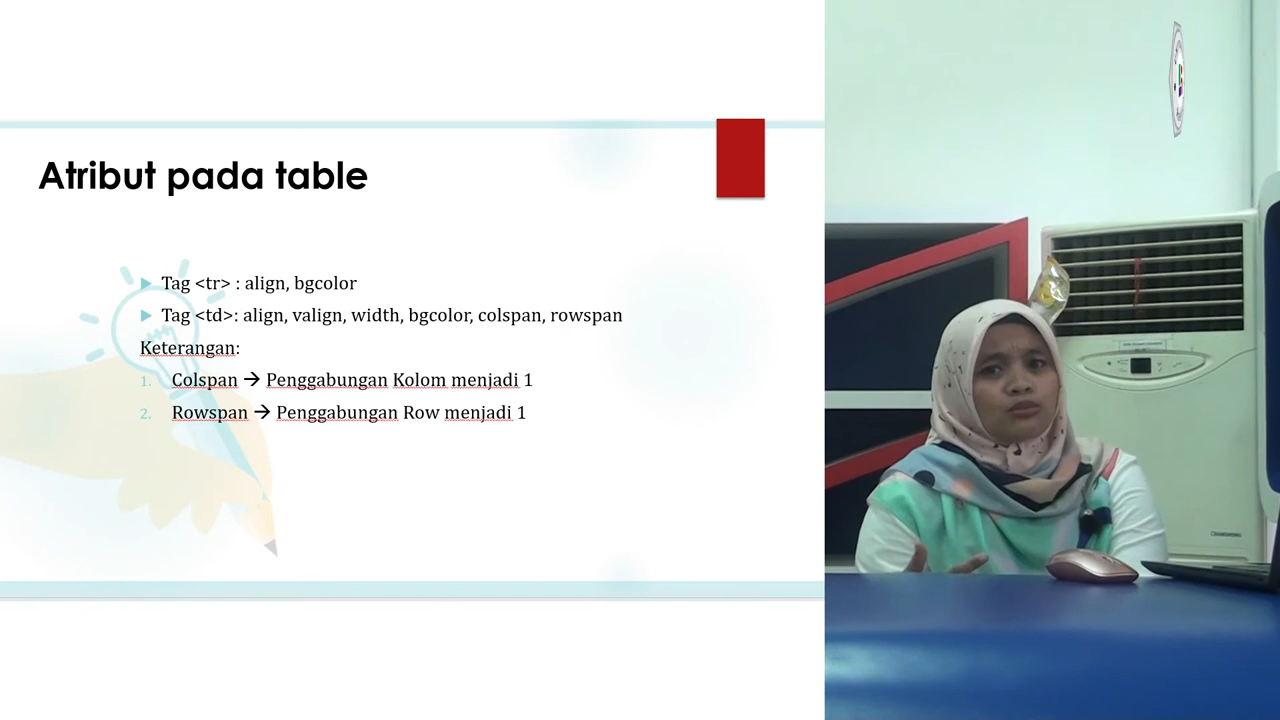 Atribut pada table
Tag <tr> : align, bgcolor
Tag <td>: align, valign, width, bgcolor, colspan, rowspan
Keterangan:
1. Colspan → Penggabungan Kolom menjadi 1
2. Rowspan → Penggabungan Row menjadi 1